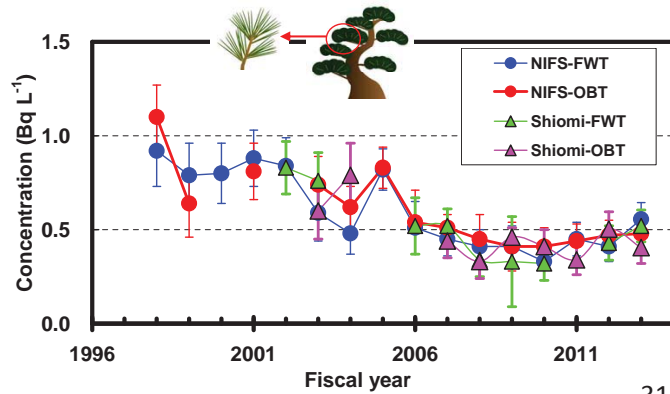 1.5
1.0
0.5
0.0
Concentration (Bq L-1)
NIFS-FWT
NIFS-OBT
Shiomi-FWT
Shiomi-OBT
1996 2001 2006 2011
Fiscal year